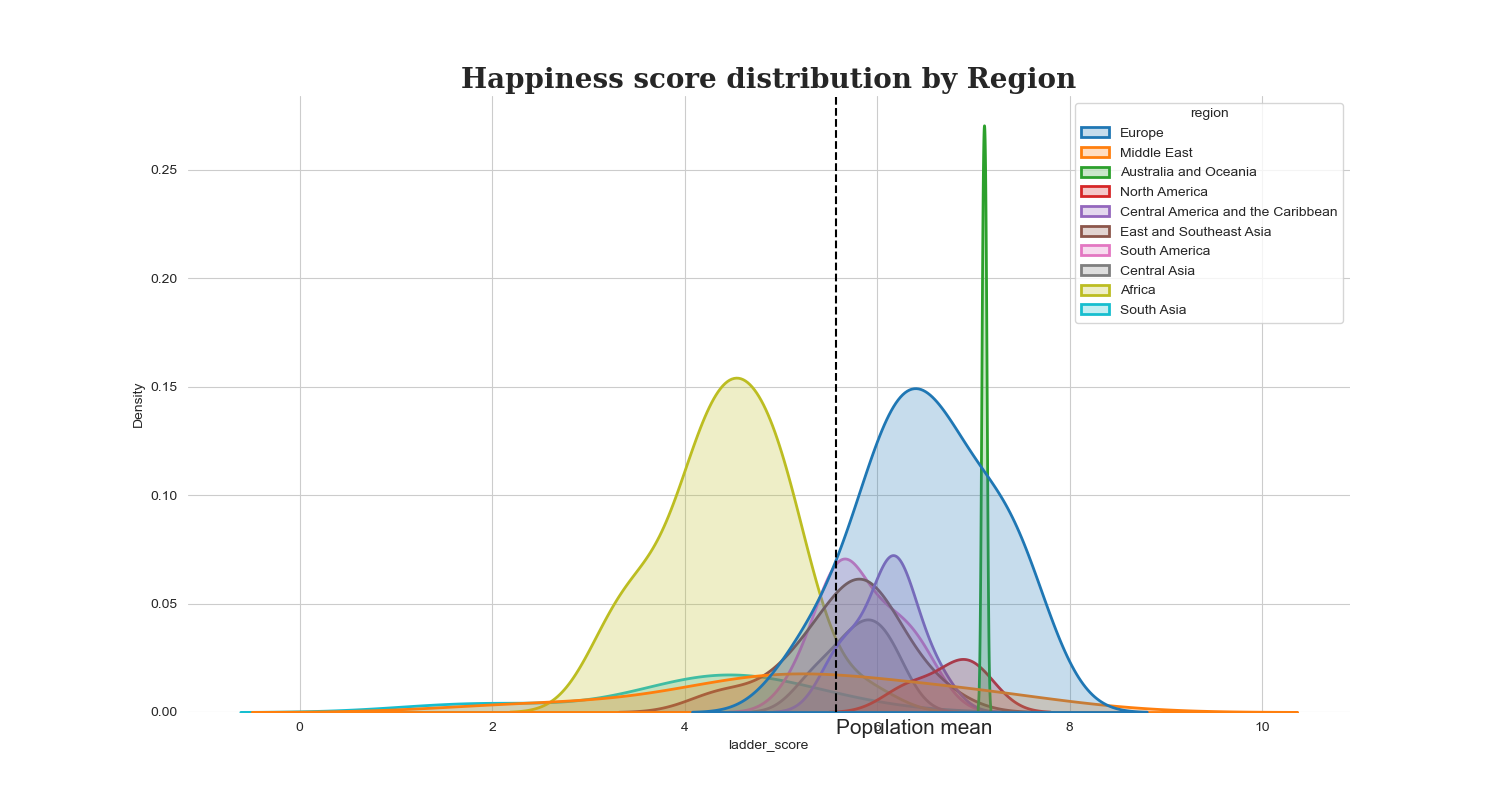 Happiness score distribution by Region
region
Europe
Middle East
Australia and Oceania
North America
Central America and the Caribbean
East and Southeast Asia
South America
Central Asia
Africa
South Asia
0.25
0.20
0.15
0.10
0.05
0.00
Density
0
2
4
6
8
10
Population mean
ladder_score